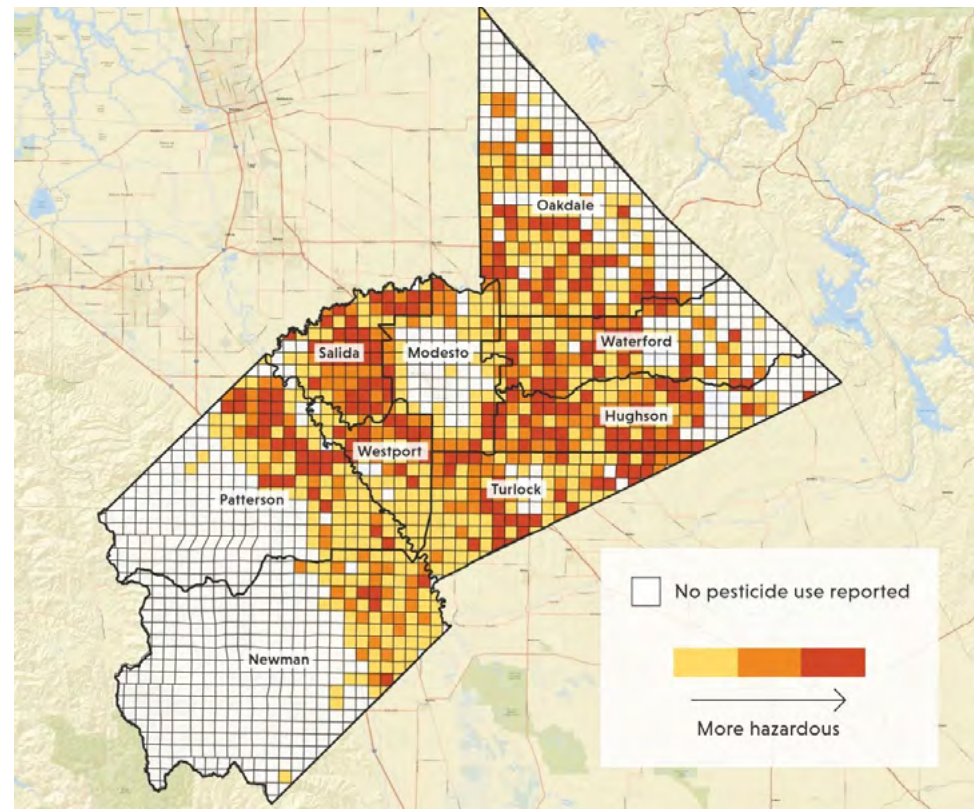 Oakdale
Waterford
Salida
Modesto
Hughson
Westport
Turlock
Patterson
Newman
No pesticide use reported
More hazardous